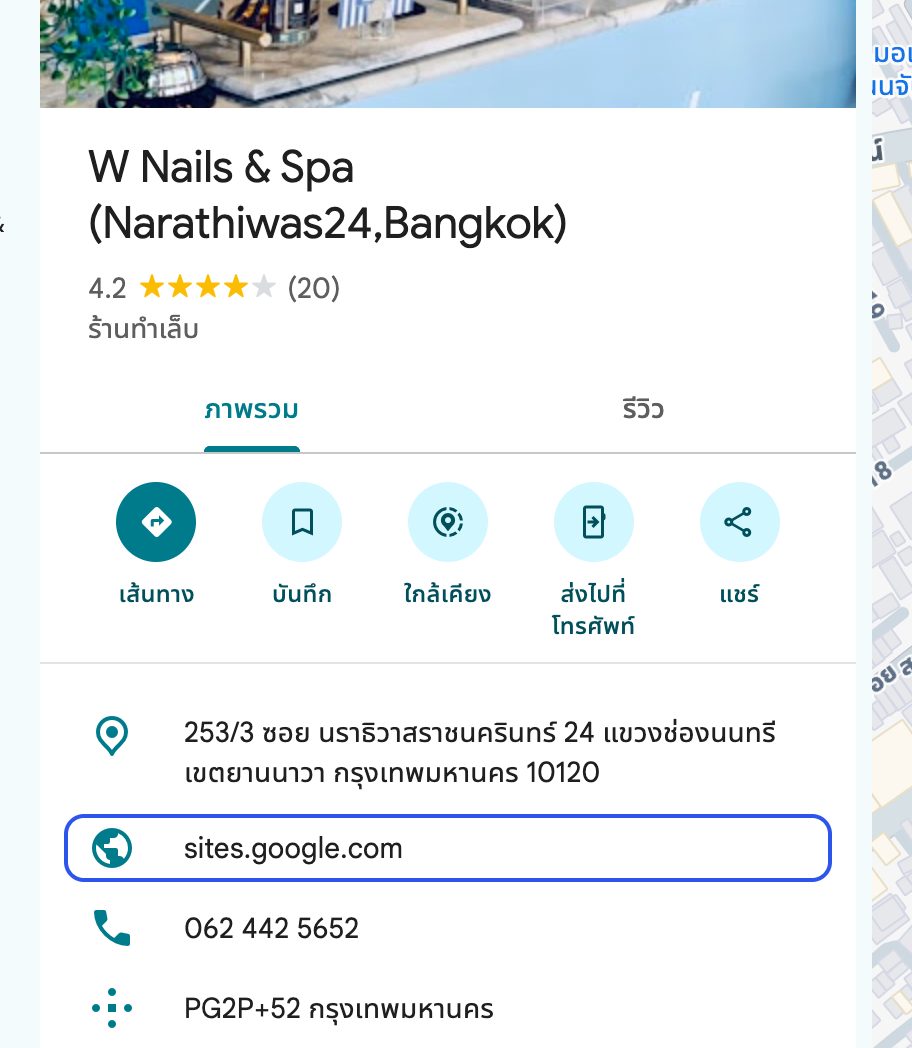 W Nails & Spa
(Narathiwas24,Bangkok)
4.2 (20)
ร้านทำเล็บ
ภาพรวม รีวิว
เส้นทาง บันทึก ใกล้เคียง ส่งไปที่โทรศัพท์ แชร์
253/3 ซอย นราธิวาสราชนครินทร์ 24 แขวงช่องนนทรี
เขตยานนาวา กรุงเทพมหานคร 10120
sites.google.com
062 442 5652
PG2P+52 กรุงเทพมหานคร